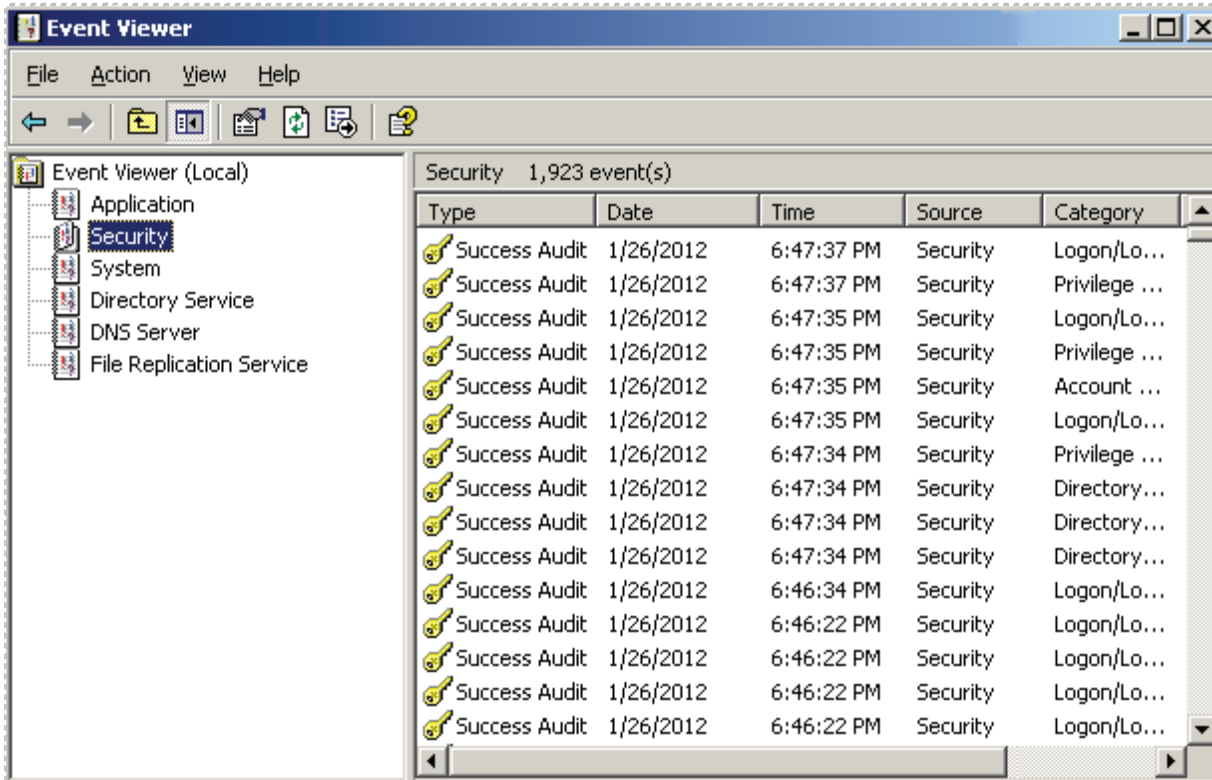 Event Viewer
File Action View Help
Event Viewer (Local)
Application
Security
System
Directory Service
DNS Server
File Replication Service
Security 1,923 event(s)
Type Date Time Source Category
Success Audit 1/26/2012 6:47:37 PM Security Logon/Lo...
Success Audit 1/26/2012 6:47:37 PM Security Privilege ...
Success Audit 1/26/2012 6:47:35 PM Security Logon/Lo...
Success Audit 1/26/2012 6:47:35 PM Security Privilege ...
Success Audit 1/26/2012 6:47:35 PM Security Account ...
Success Audit 1/26/2012 6:47:35 PM Security Logon/Lo...
Success Audit 1/26/2012 6:47:34 PM Security Privilege ...
Success Audit 1/26/2012 6:47:34 PM Security Directory...
Success Audit 1/26/2012 6:47:34 PM Security Directory...
Success Audit 1/26/2012 6:47:34 PM Security Directory...
Success Audit 1/26/2012 6:46:34 PM Security Logon/Lo...
Success Audit 1/26/2012 6:46:22 PM Security Logon/Lo...
Success Audit 1/26/2012 6:46:22 PM Security Logon/Lo...
Success Audit 1/26/2012 6:46:22 PM Security Logon/Lo...
Success Audit 1/26/2012 6:46:22 PM Security Logon/Lo...